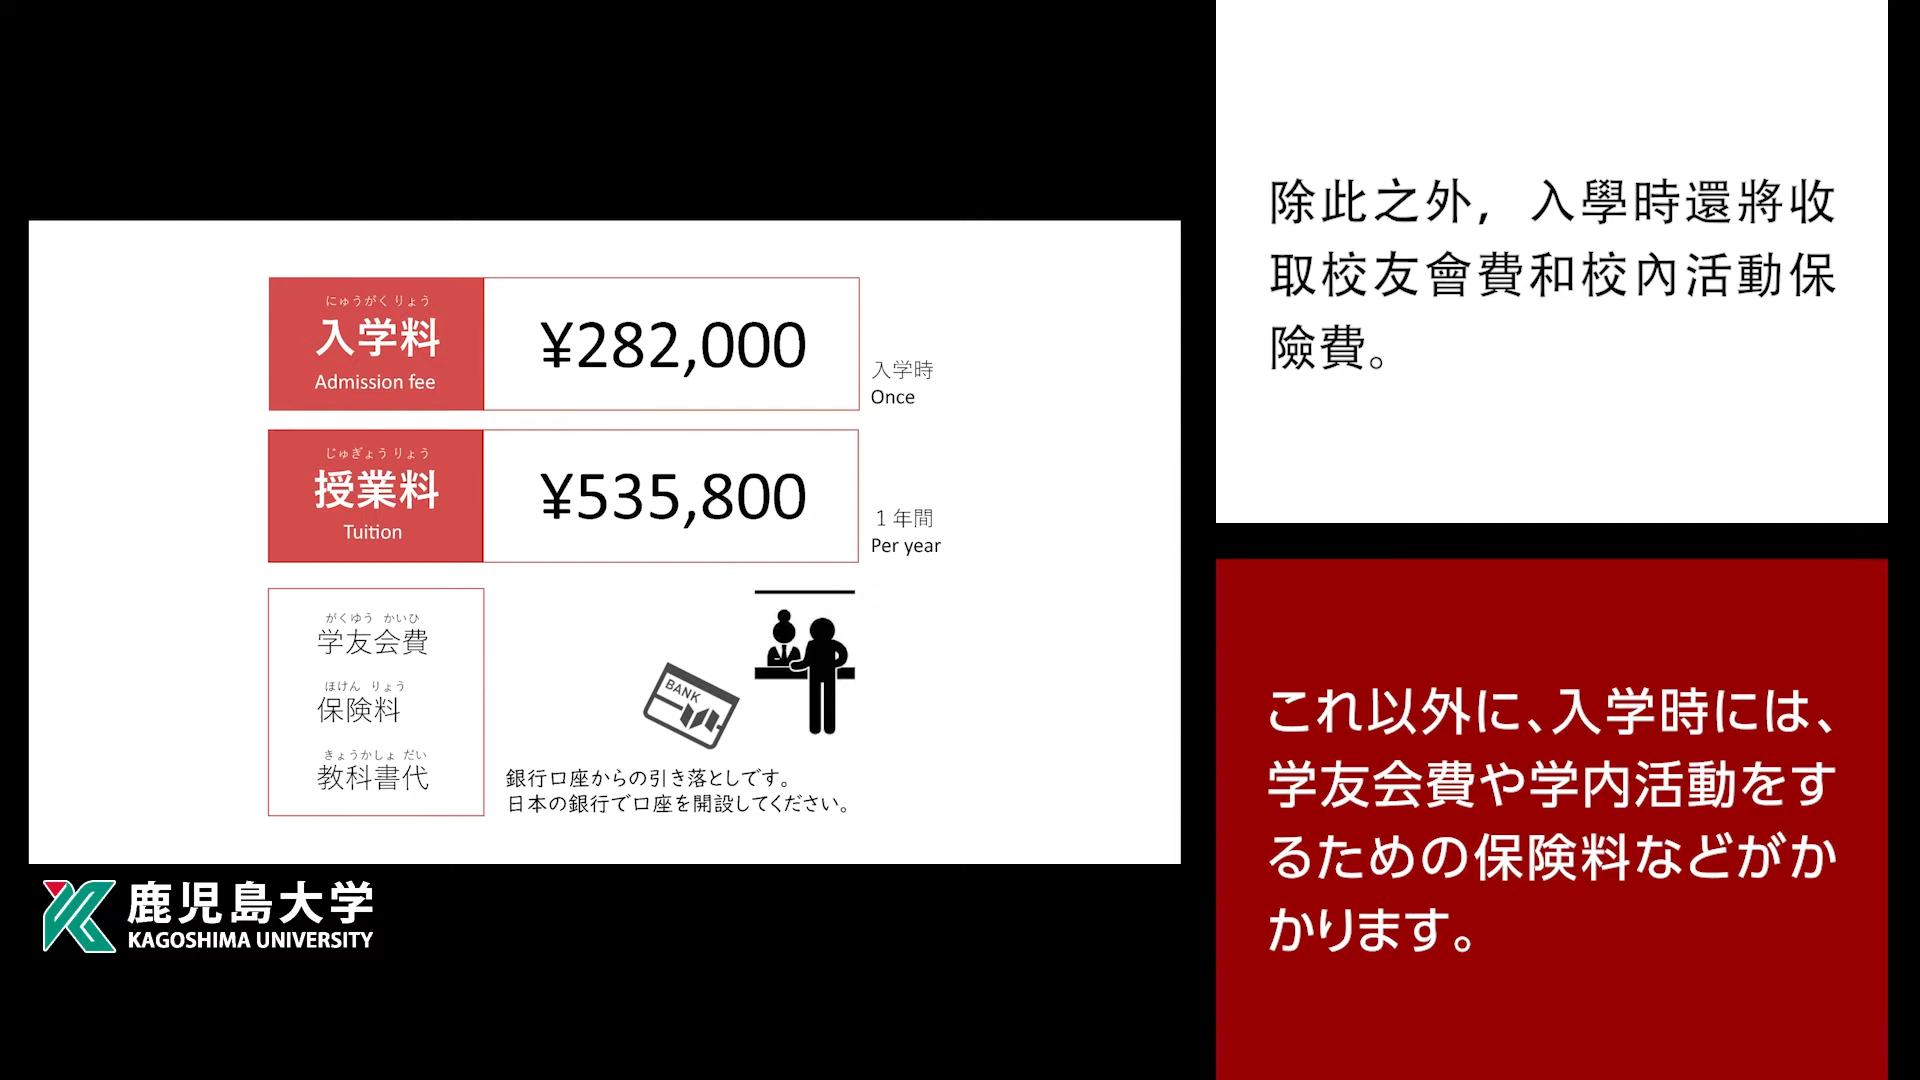 にゅうがくりょう
入学料
Admission fee
¥282,000
入学時
Once
じゅぎょうりょう
授業料
Tuition
¥535,800
1年間
Per year
がくゆう かいひ
学友会費
ほけん りょう
保険料
きょうかしょ だい
教科書代
BANK
銀行口座からの引き落としです。
日本の銀行で口座を開設してください。
鹿児島大学
KAGOSHIMA UNIVERSITY
除此之外，入學時還將收
取校友會費和校內活動保
險費。
これ以外に、入学時には、
学友会費や学内活動をす
るための保険料などがか
かります。